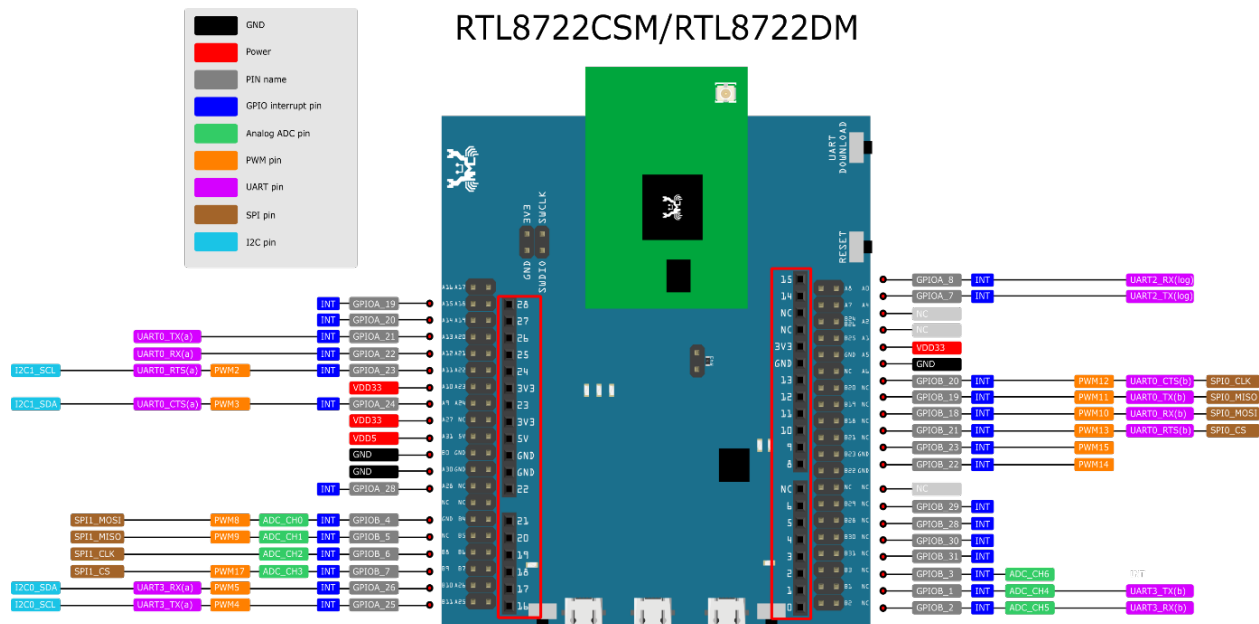 RTL8722CSM/RTL8722DM
GND
Power
PIN name
GPIO interrupt pin
Analog ADC pin
PWM pin
UART pin
SPI pin
I2C pin
UART DOWNLOAD
RESET
3V3 SWCLK
GND SWDIO
INT GPIOA_19 28
INT GPIOA_20 27
UART0_TX(a) INT GPIOA_21 26
UART0_RX(a) INT GPIOA_22 25
I2C1_SCL UART0_RTS(a) PWM2 INT GPIOA_23 24
VDD33 3V3
I2C1_SDA UART0_CTS(a) PWM3 INT GPIOA_24 23
VDD33 3V3
VDD5 5V
GND GND
GND GND
INT GPIOA_28 22
SPI1_MOSI PWM8 ADC_CH0 INT GPIOB_4 21
SPI1_MISO PWM9 ADC_CH1 INT GPIOB_5 20
SPI1_CLK ADC_CH2 INT GPIOB_6 19
SPI1_CS PWM17 ADC_CH3 INT GPIOB_7 18
I2C0_SDA UART3_RX(a) PWM5 INT GPIOA_26 17
I2C0_SCL UART3_TX(a) PWM4 INT GPIOA_25 16
15 GPIOA_8 INT UART2_RX(log)
14 GPIOA_7 INT UART2_TX(log)
NC NC
NC NC
3V3 VDD33
GND GND
13 GPIOB_20 INT PWM12 UART0_CTS(b) SPI0_CLK
12 GPIOB_19 INT PWM11 UART0_TX(b) SPI0_MISO
11 GPIOB_18 INT PWM10 UART0_RX(b) SPI0_MOSI
10 GPIOB_21 INT PWM13 UART0_RTS(b) SPI0_CS
9 GPIOB_23 INT PWM15
8 GPIOB_22 INT PWM14
NC NC
6 GPIOB_29 INT
5 GPIOB_28 INT
4 GPIOB_30 INT
3 GPIOB_31 INT
2 GPIOB_3 INT ADC_CH6
1 GPIOB_1 INT ADC_CH4 UART3_TX(b)
0 GPIOB_2 INT ADC_CH5 UART3_RX(b)